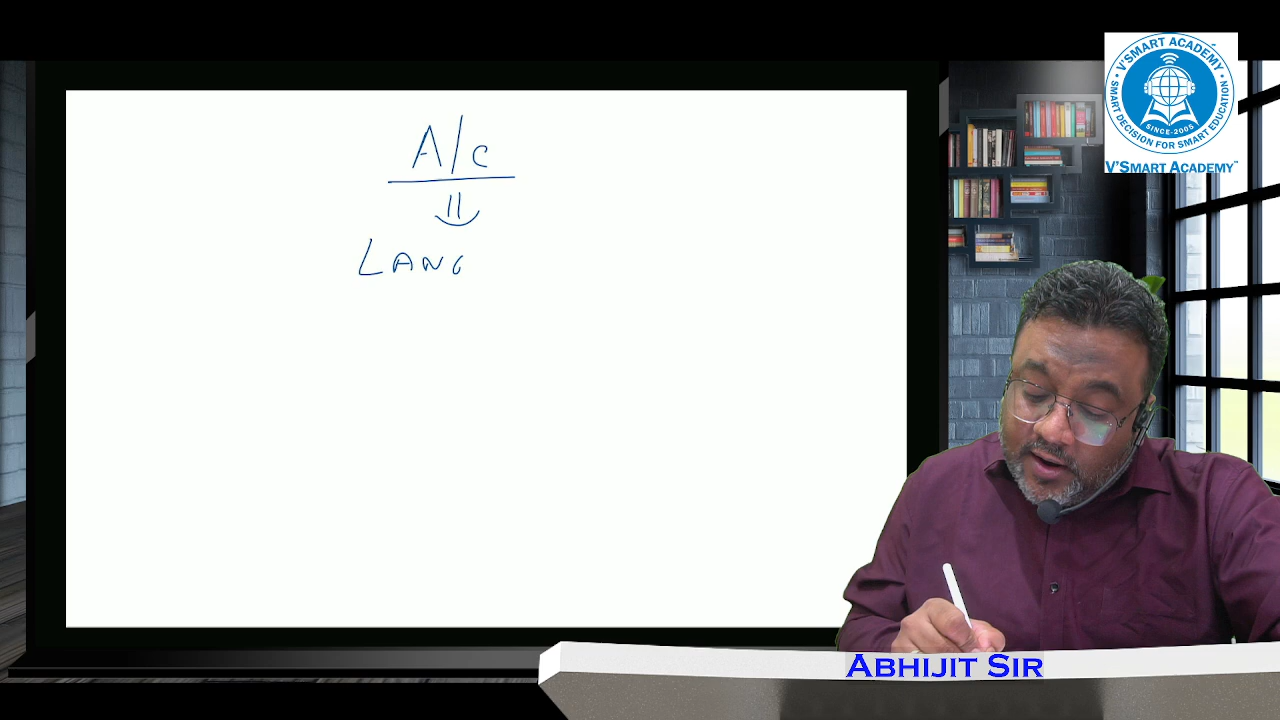 A/c
LANG
V'SMART ACADEMY
SMART DECISION FOR SMART EDUCATION
SINCE-2005
V'SMART ACADEMY™
ABHIJIT SIR